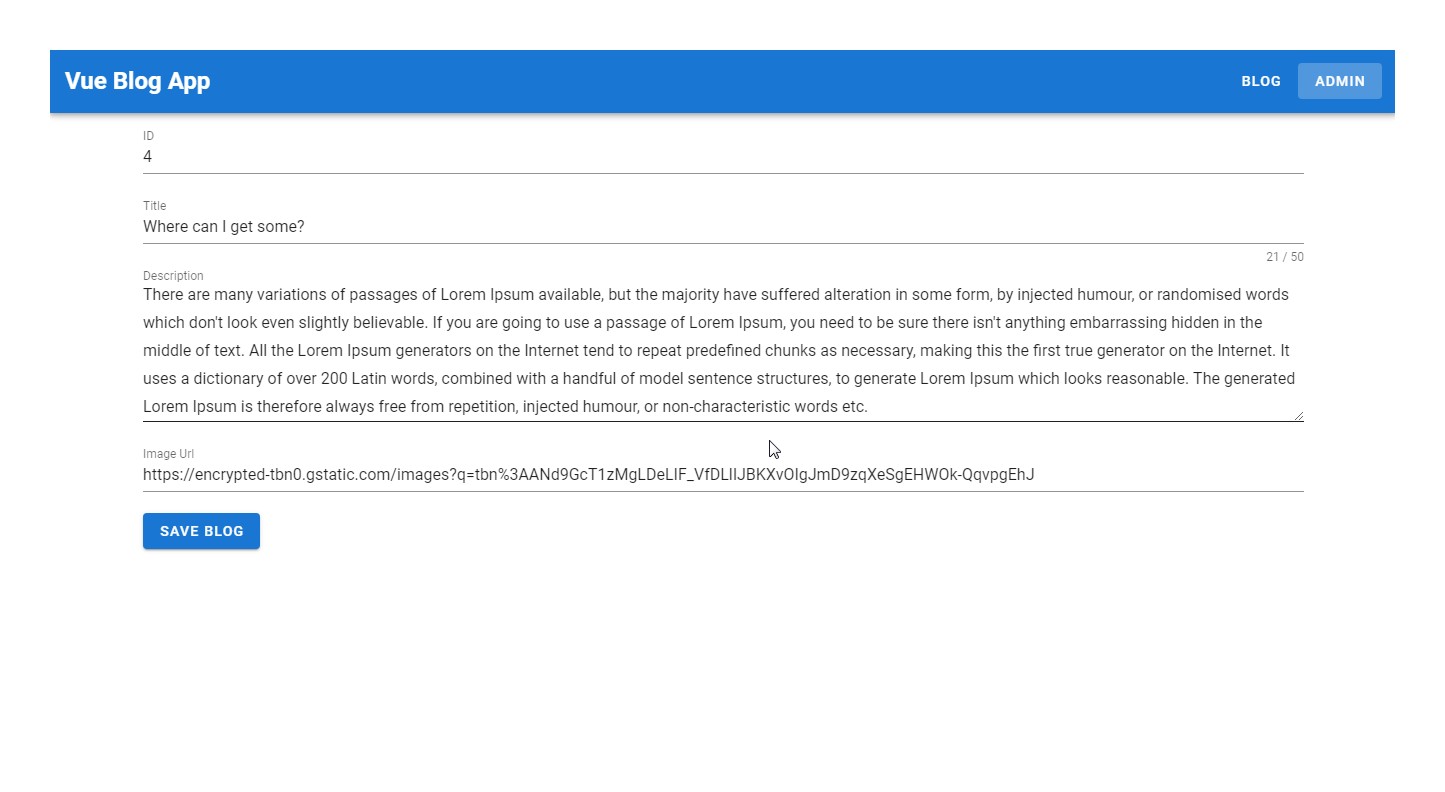 Vue Blog App
BLOG
ADMIN
ID
4
Title
Where can I get some?
21 / 50
Description
There are many variations of passages of Lorem Ipsum available, but the majority have suffered alteration in some form, by injected humour, or randomised words
which don't look even slightly believable. If you are going to use a passage of Lorem Ipsum, you need to be sure there isn't anything embarrassing hidden in the
middle of text. All the Lorem Ipsum generators on the Internet tend to repeat predefined chunks as necessary, making this the first true generator on the Internet. It
uses a dictionary of over 200 Latin words, combined with a handful of model sentence structures, to generate Lorem Ipsum which looks reasonable. The generated
Lorem Ipsum is therefore always free from repetition, injected humour, or non-characteristic words etc.
Image Url
https://encrypted-tbn0.gstatic.com/images?q=tbn%3AANd9GcT1zMgLDeLIF_VfDLIIJBKXvOIgJmD9zqXeSgEHWOk-QqvpgEhJ
SAVE BLOG